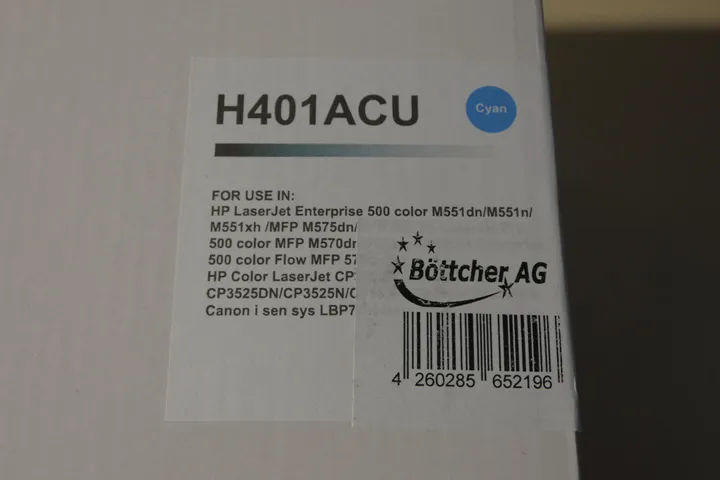 H401ACU
Cyan
FOR USE IN:
HP LaserJet Enterprise 500 color M551dn/M551n/
M551xh /MFP M575dn/
500 color MFP M570dn
500 color Flow MFP 57
HP Color LaserJet CP
CP3525DN/CP3525N/C
Canon i sen sys LBP7
Böttcher AG
4 260285 652196